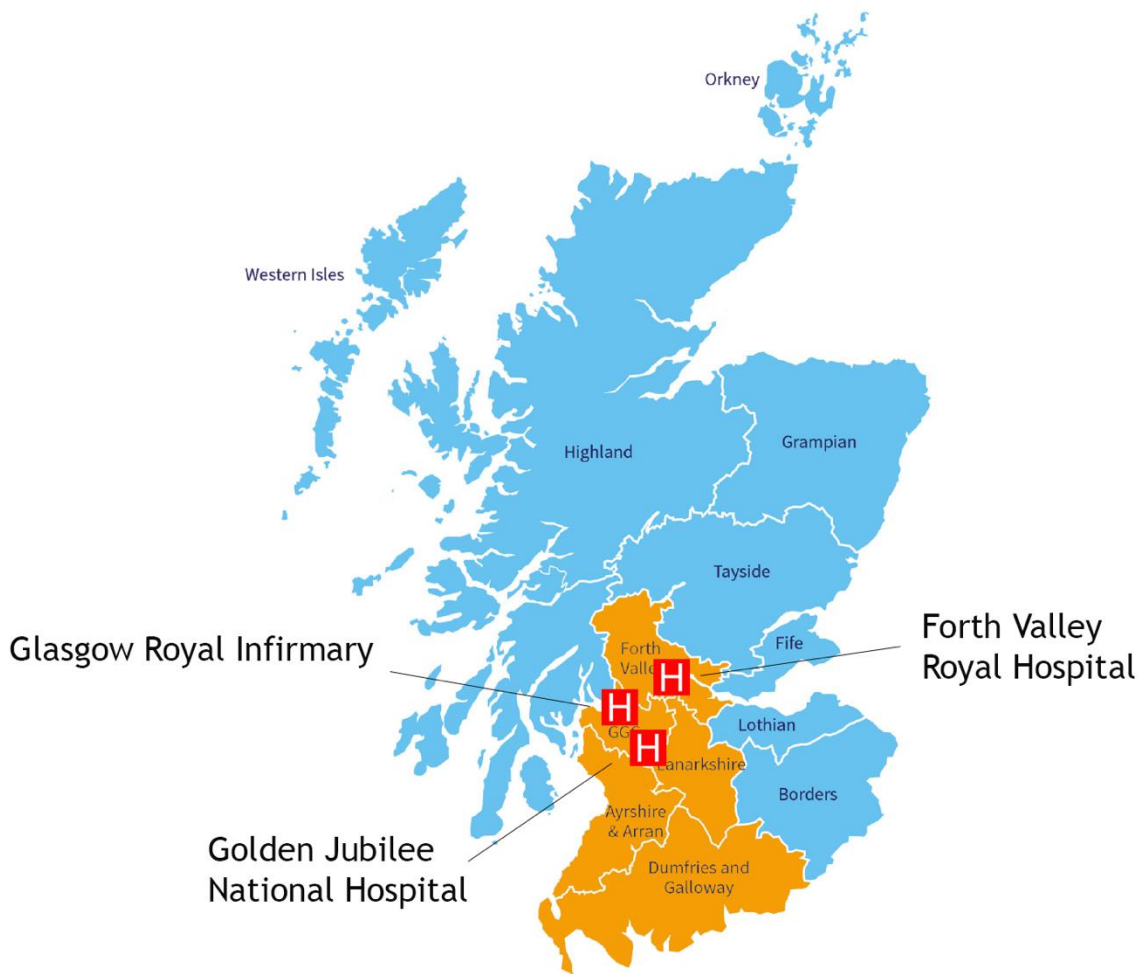 Orkney
Western Isles
Highland
Grampian
Tayside
Glasgow Royal Infirmary
Forth
Fife
Forth Valley
Royal Hospital
H
H
H
Lothian
Lanarkshire
Borders
Ayrshire
& Arran
Golden Jubilee
National Hospital
Dumfries and
Galloway